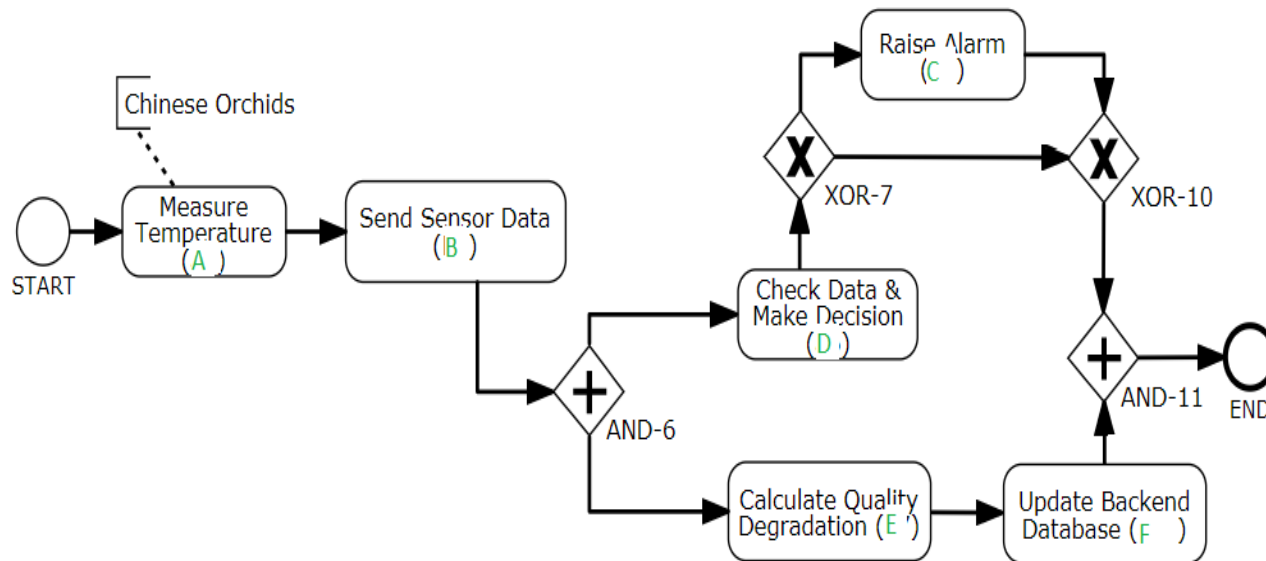 Raise Alarm
(C)
Chinese Orchids
XOR-7
XOR-10
Measure
Temperature
(A)
Send Sensor Data
(B)
START
Check Data &
Make Decision
(D)
AND-6
AND-11
END
Calculate Quality
Degradation (E)
Update Backend
Database (F)